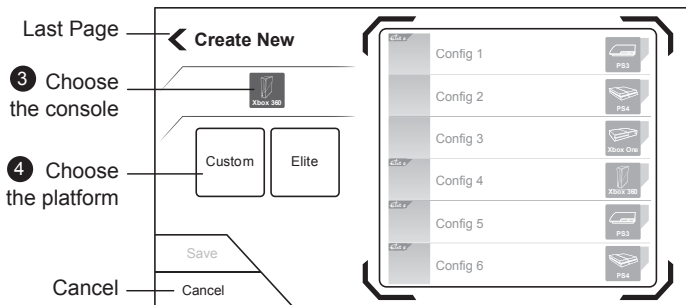 Last Page
Create New
3 Choose
the console
Xbox 360
4 Choose
the platform
Custom
Elite
Save
Cancel
Cancel
Config 1
PS3
Config 2
PS4
Config 3
Xbox One
Config 4
Xbox 360
Config 5
PS3
Config 6
PS4